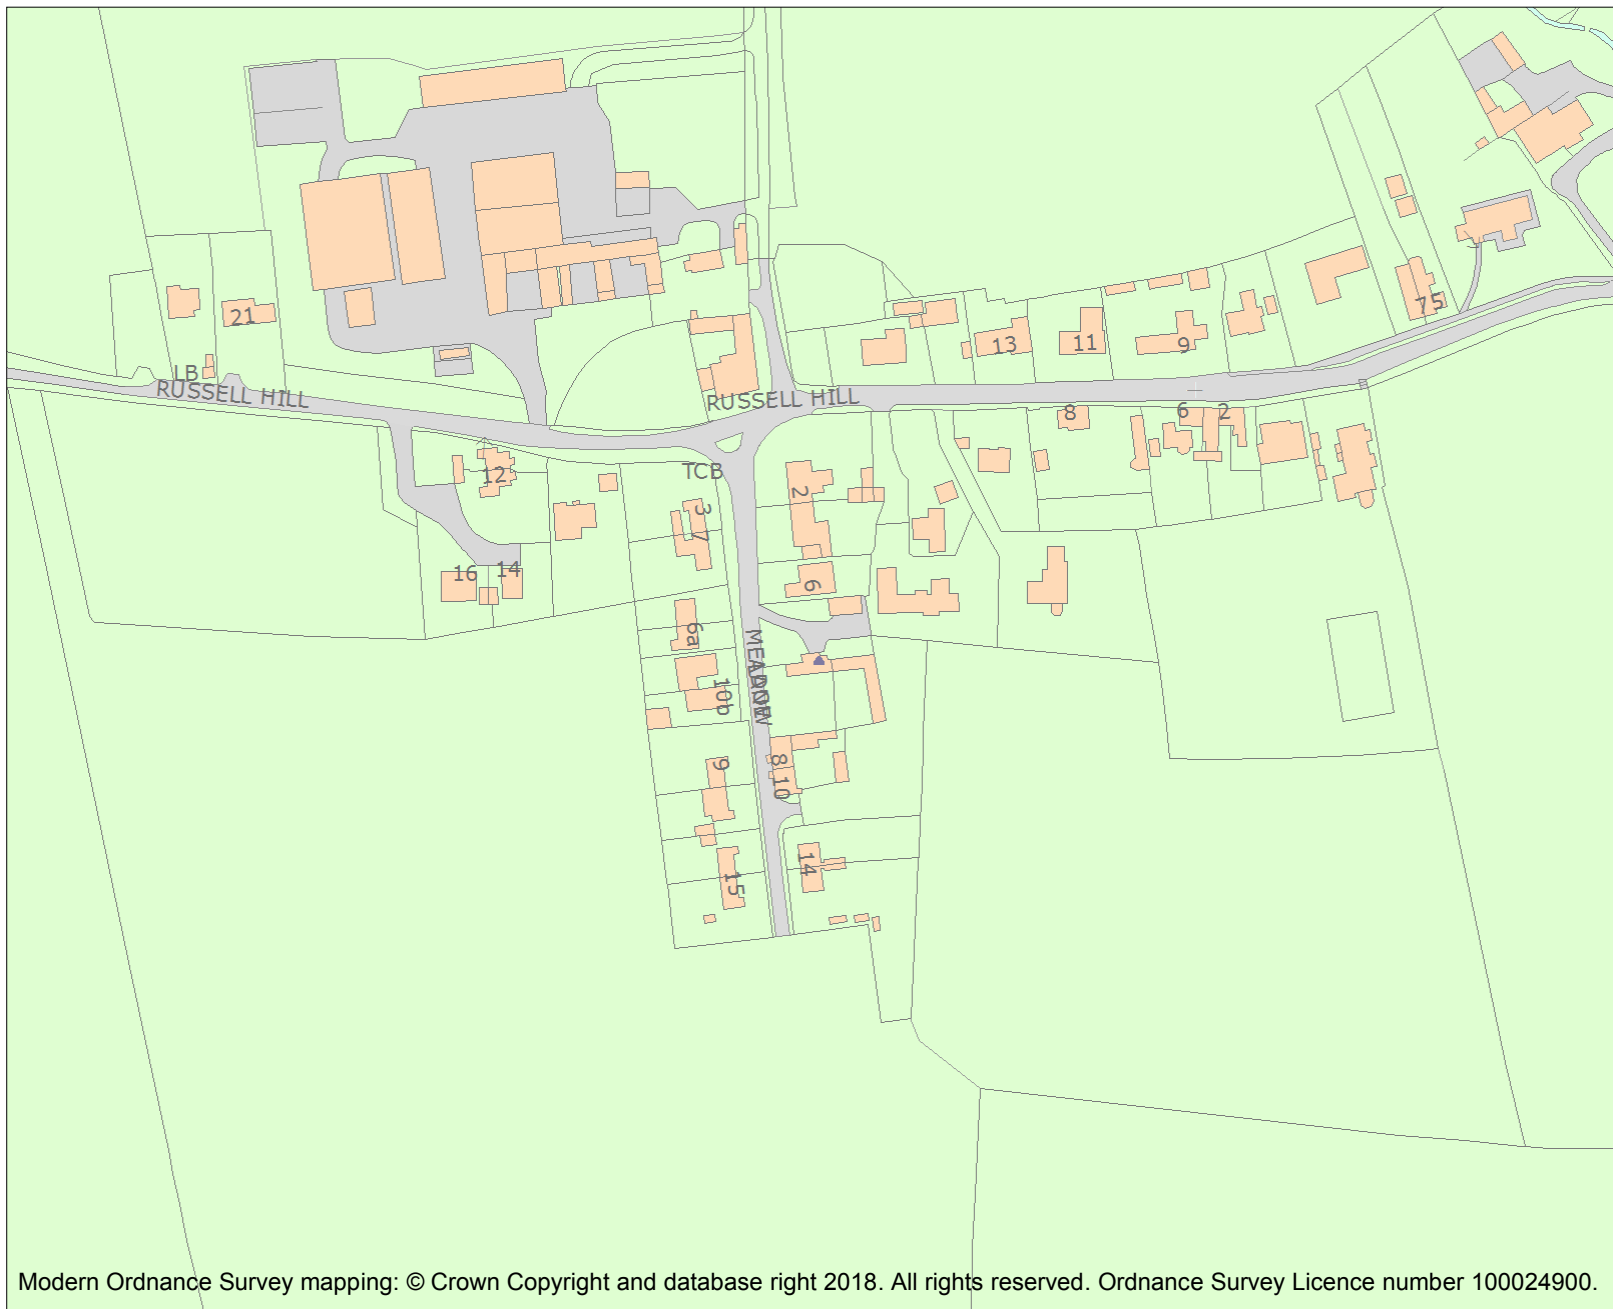 21
LB
RUSSELL HILL
RUSSELL HILL
13
11
9
75
8
6
2
12
TCB
2
3
7
16
14
6
6a
10b
MEADOW
LANE
9
8
10
14
15
Modern Ordnance Survey mapping: © Crown Copyright and database right 2018. All rights reserved. Ordnance Survey Licence number 100024900.